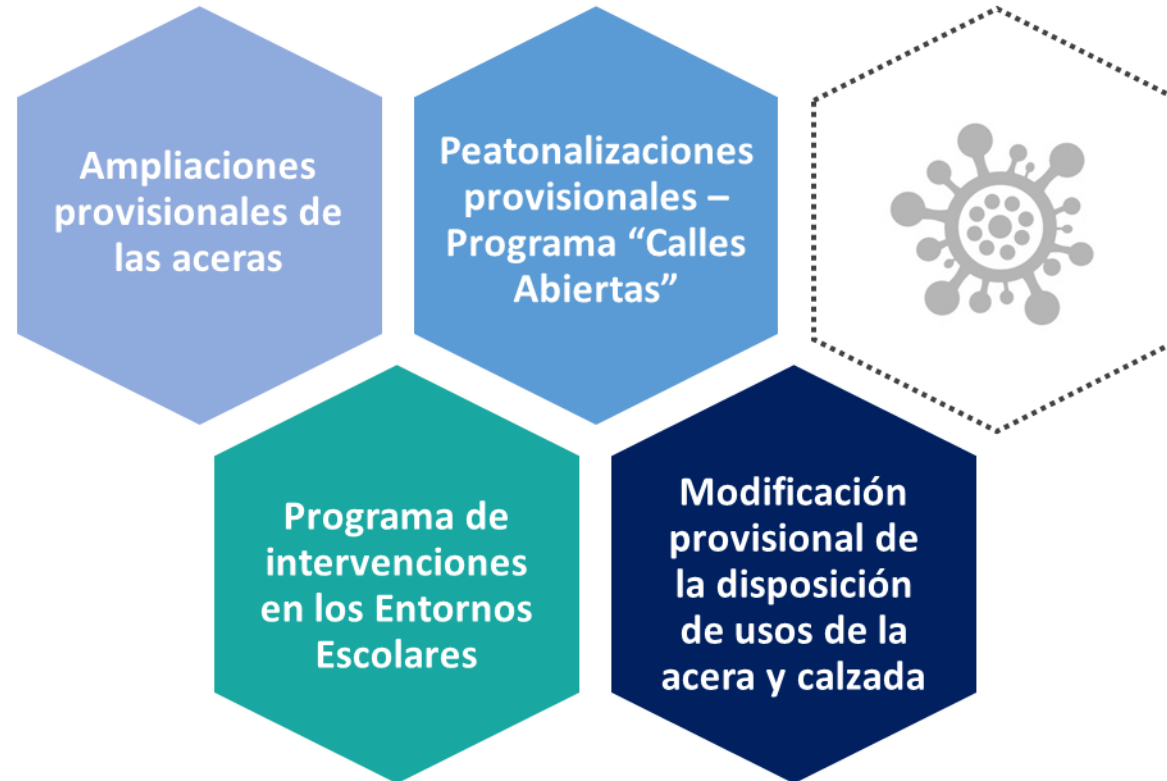 Ampliaciones
provisionales de
las aceras
Peatonalizaciones
provisionales –
Programa “Calles
Abiertas”
Programa de
intervenciones
en los Entornos
Escolares
Modificación
provisional de
la disposición
de usos de la
acera y calzada